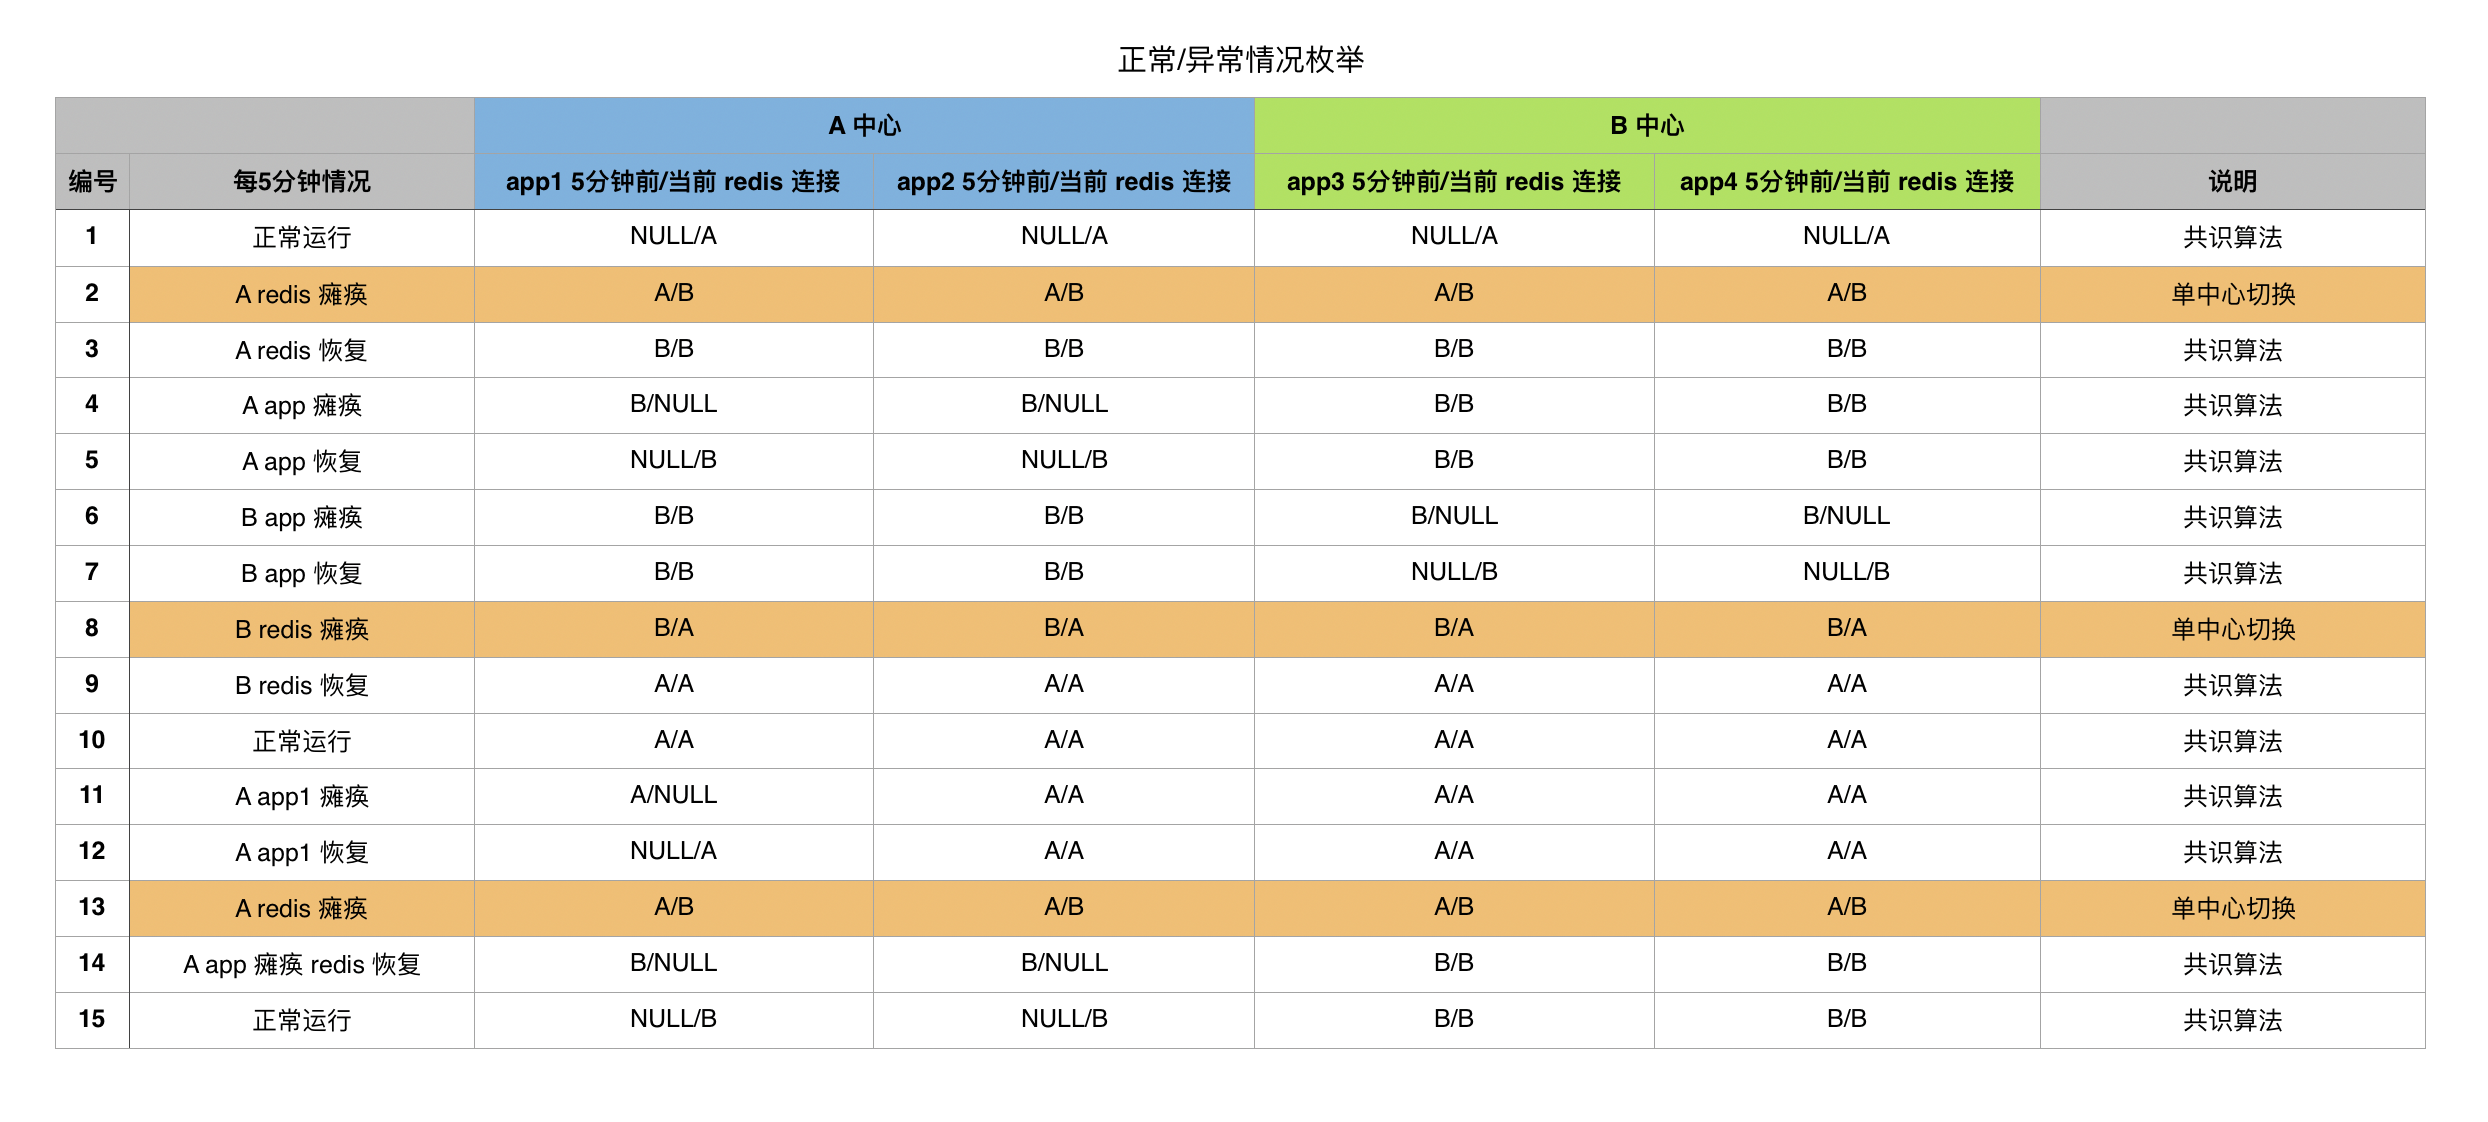 正常/异常情况枚举
A 中心 B 中心
编号 每5分钟情况 app1 5分钟前/当前 redis 连接 app2 5分钟前/当前 redis 连接 app3 5分钟前/当前 redis 连接 app4 5分钟前/当前 redis 连接 说明
1 正常运行 NULL/A NULL/A NULL/A NULL/A 共识算法
2 A redis 瘫痪 A/B A/B A/B A/B 单中心切换
3 A redis 恢复 B/B B/B B/B B/B 共识算法
4 A app 瘫痪 B/NULL B/NULL B/B B/B 共识算法
5 A app 恢复 NULL/B NULL/B B/B B/B 共识算法
6 B app 瘫痪 B/B B/B B/NULL B/NULL 共识算法
7 B app 恢复 B/B B/B NULL/B NULL/B 共识算法
8 B redis 瘫痪 B/A B/A B/A B/A 单中心切换
9 B redis 恢复 A/A A/A A/A A/A 共识算法
10 正常运行 A/A A/A A/A A/A 共识算法
11 A app1 瘫痪 A/NULL A/A A/A A/A 共识算法
12 A app1 恢复 NULL/A A/A A/A A/A 共识算法
13 A redis 瘫痪 A/B A/B A/B A/B 单中心切换
14 A app 瘫痪 redis 恢复 B/NULL B/NULL B/B B/B 共识算法
15 正常运行 NULL/B NULL/B B/B B/B 共识算法